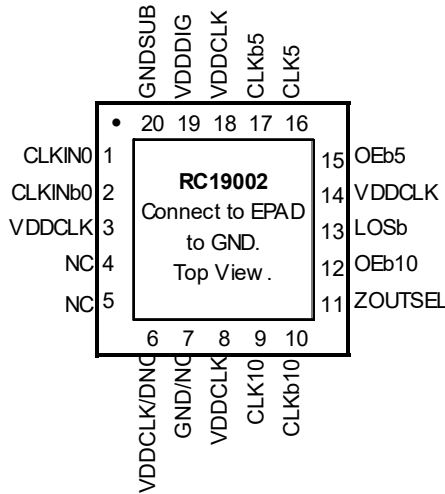 GNDSUB
VDDDIG
VDDCLK
CLKb5
CLK5
20 19 18 17 16
CLKIN0 1
CLKINb0 2
VDDCLK 3
NC 4
NC 5
RC19002
Connect to EPAD
to GND.
Top View .
15 OEb5
14 VDDCLK
13 LOSb
12 OEb10
11 ZOUTSEL
6 7 8 9 10
VDDCLK/DNC
GND/NC
VDDCLK
CLK10
CLKb10